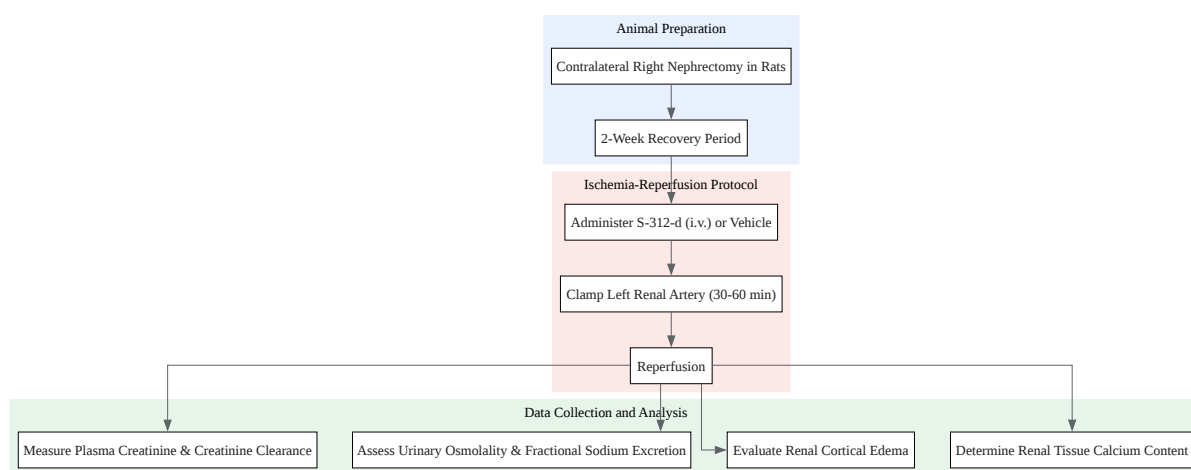 Animal Preparation
Contralateral Right Nephrectomy in Rats
2-Week Recovery Period
Ischemia-Reperfusion Protocol
Administer S-312-d (i.v.) or Vehicle
Clamp Left Renal Artery (30-60 min)
Reperfusion
Data Collection and Analysis
Measure Plasma Creatinine & Creatinine Clearance
Assess Urinary Osmolality & Fractional Sodium Excretion
Evaluate Renal Cortical Edema
Determine Renal Tissue Calcium Content